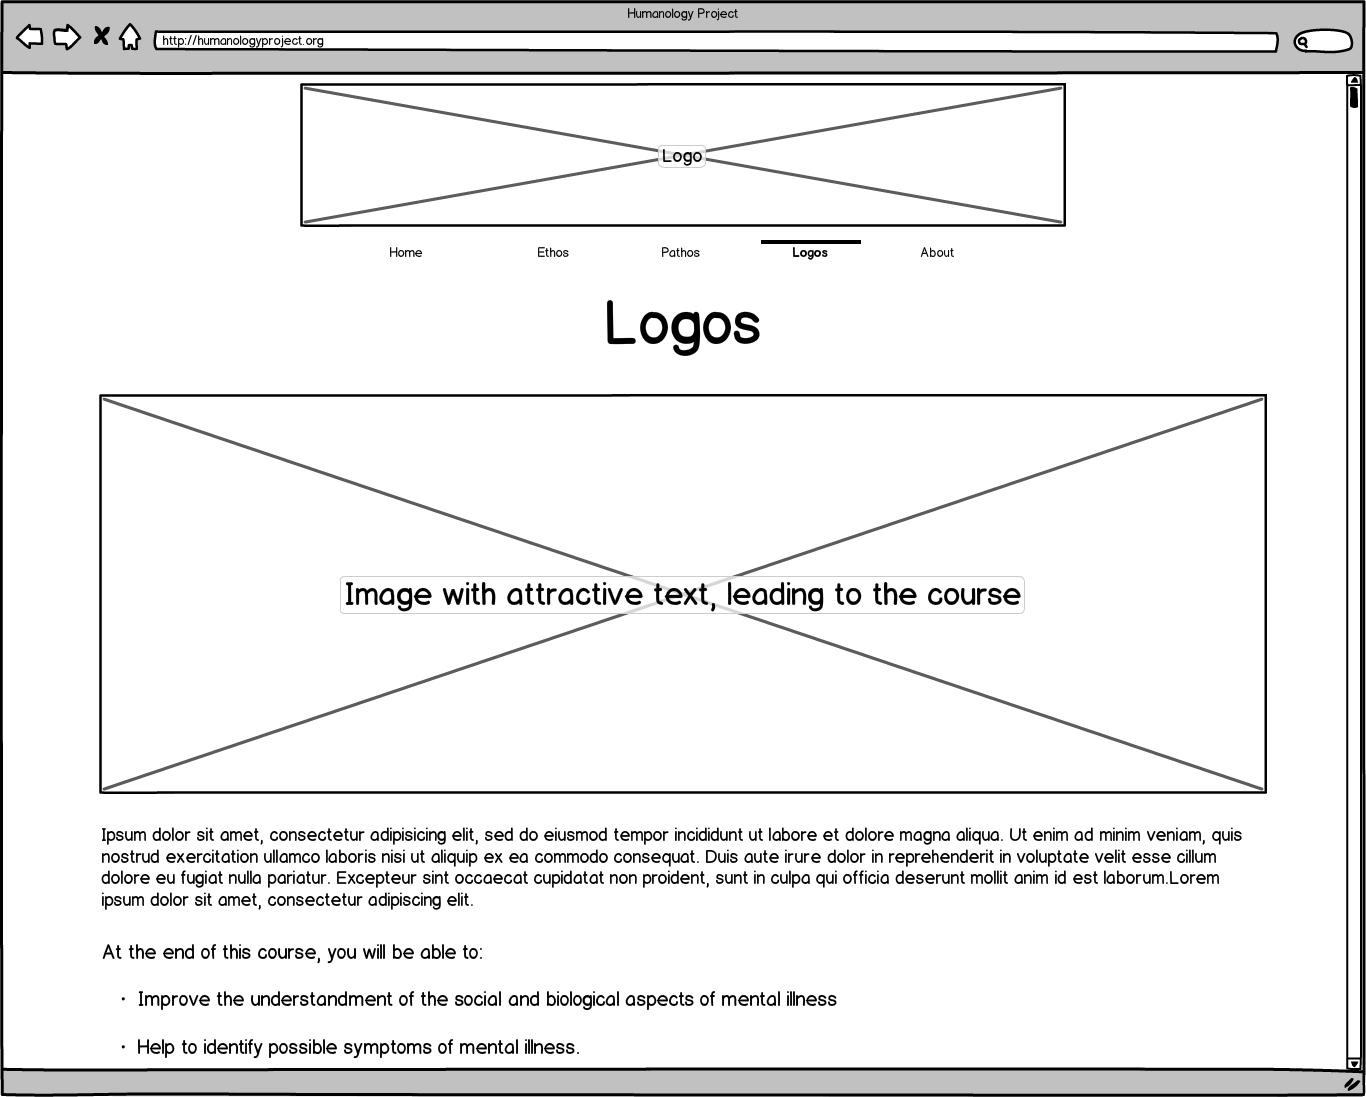 Humanology Project
http://humanologyproject.org
Logo
Home Ethos Pathos Logos About
Logos
Image with attractive text, leading to the course
Ipsum dolor sit amet, consectetur adipisicing elit, sed do eiusmod tempor incididunt ut labore et dolore magna aliqua. Ut enim ad minim veniam, quis
nostrud exercitation ullamco laboris nisi ut aliquip ex ea commodo consequat. Duis aute irure dolor in reprehenderit in voluptate velit esse cillum
dolore eu fugiat nulla pariatur. Excepteur sint occaecat cupidatat non proident, sunt in culpa qui officia deserunt mollit anim id est laborum.Lorem
ipsum dolor sit amet, consectetur adipiscing elit.
At the end of this course, you will be able to:
· Improve the understandment of the social and biological aspects of mental illness
· Help to identify possible symptoms of mental illness.